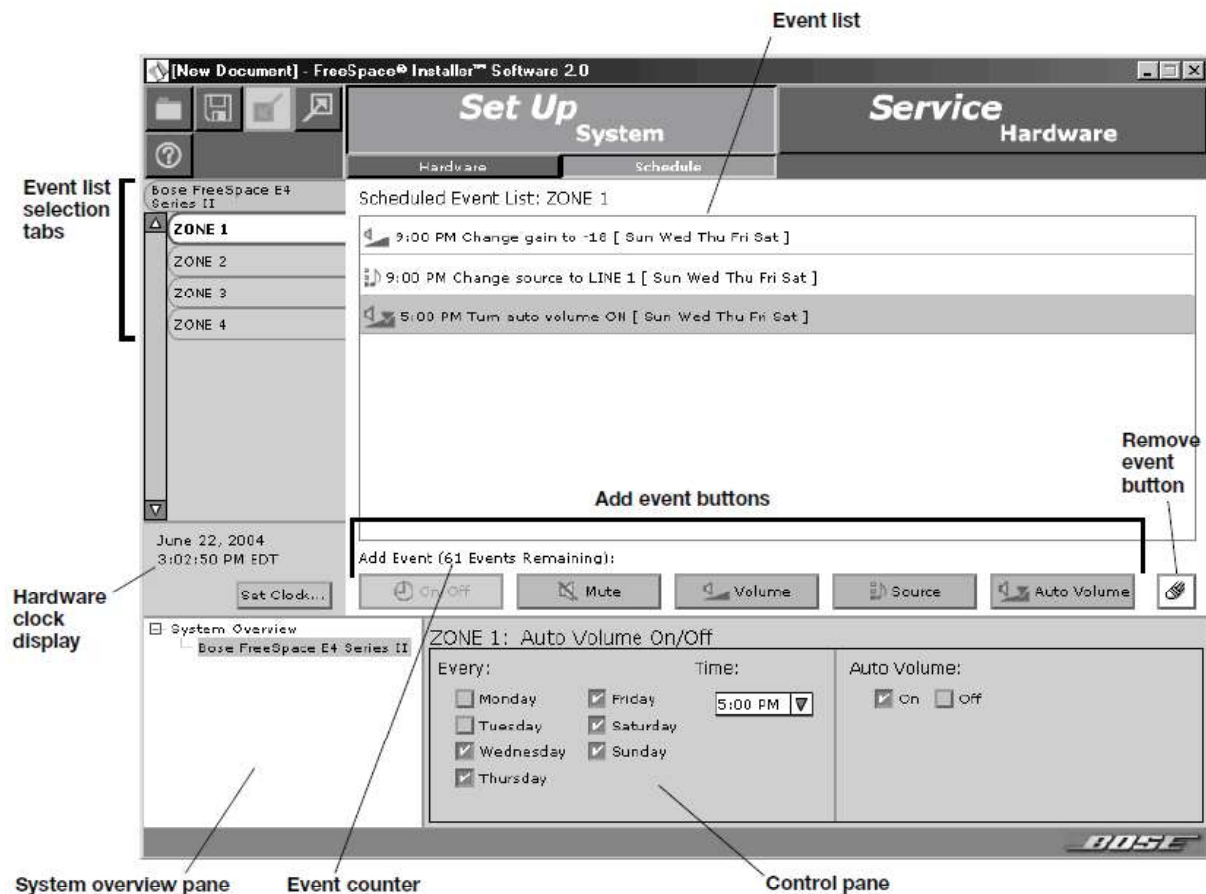 Event list
[New Document] - FreeSpace® Installer™ Software 2.0
Set Up
System
Service
Hardware
Hardware
Schedule
Event list
selection
tabs
Bose FreeSpace E4
Series II
ZONE 1
ZONE 2
ZONE 3
ZONE 4
Scheduled Event List: ZONE 1
9:00 PM Change gain to -18 [ Sun Wed Thu Fri Sat ]
9:00 PM Change source to LINE 1 [ Sun Wed Thu Fri Sat ]
5:00 PM Turn auto volume ON [ Sun Wed Thu Fri Sat ]
Remove
event
button
Add event buttons
June 22, 2004
3:02:50 PM EDT
Set Clock...
Hardware
clock
display
Add Event (61 Events Remaining):
On/Off
Mute
Volume
Source
Auto Volume
System Overview
Bose FreeSpace E4 Series II
ZONE 1: Auto Volume On/Off
Every:
Time:
Auto Volume:
Monday
Friday
5:00 PM
On
Off
Tuesday
Saturday
Wednesday
Sunday
Thursday
BOSE
System overview pane
Event counter
Control pane